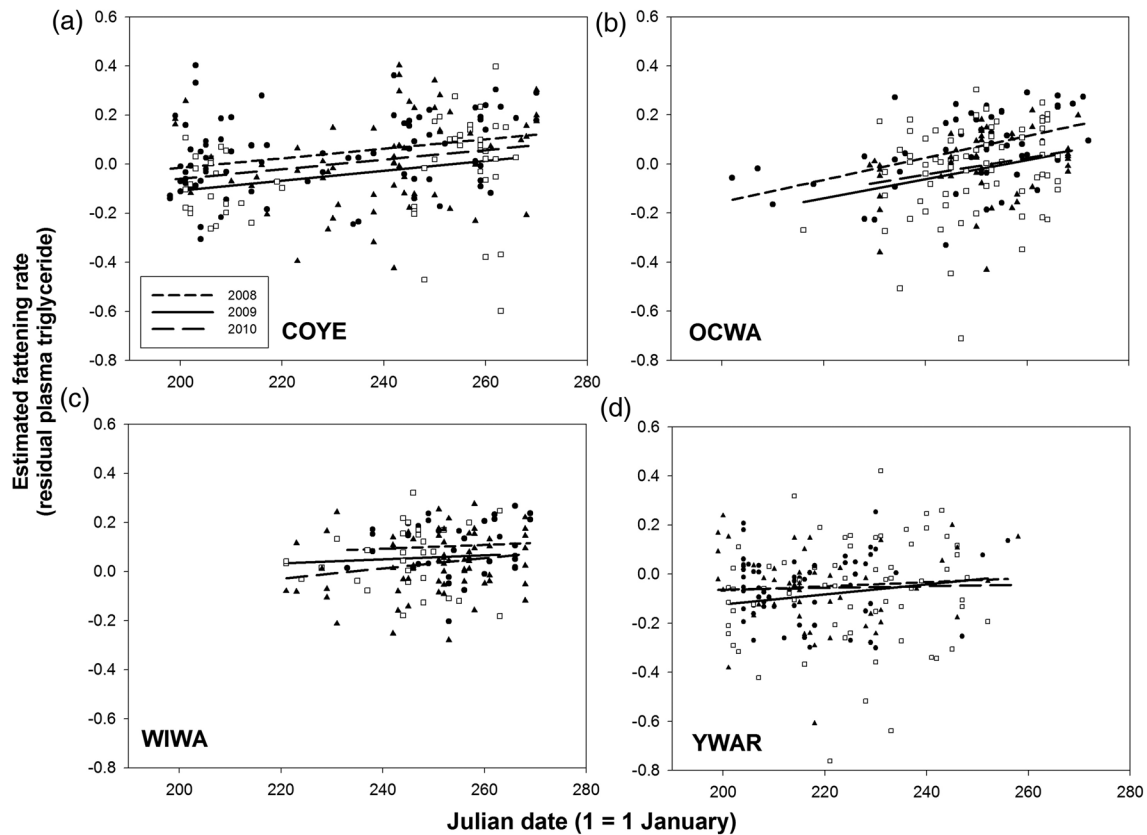 (a)
0.6
0.4
0.2
0.0
-0.2
-0.4
-0.6
-0.8
200 220 240 260 280
2008
2009
2010
COYE
(b)
0.6
0.4
0.2
0.0
-0.2
-0.4
-0.6
-0.8
200 220 240 260 280
OCWA
(c)
0.6
0.4
0.2
0.0
-0.2
-0.4
-0.6
-0.8
200 220 240 260 280
WIWA
(d)
0.6
0.4
0.2
-0.0
-0.2
-0.4
-0.6
-0.8
200 220 240 260 280
YWAR
Estimated fattening rate
(residual plasma triglyceride)
Julian date (1 = 1 January)